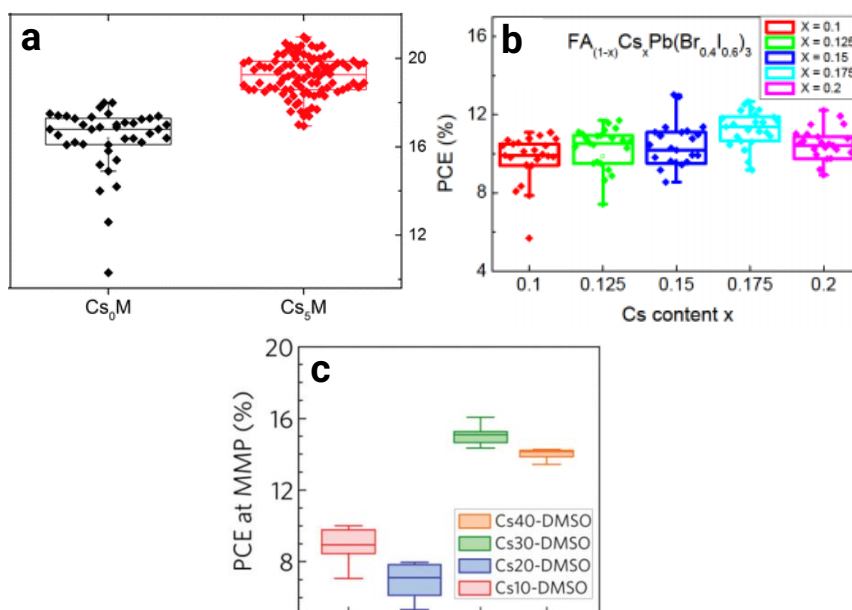 a
20
16
12
Cs₀M
Cs₅M
b
FA₍₁₋ₓ₎CsₓPb(Br₀.₄I₀.₆)₃
X = 0.1
X = 0.125
X = 0.15
X = 0.175
X = 0.2
PCE (%)
16
12
8
4
0.1
0.125
0.15
0.175
0.2
Cs content x
c
PCE at MMP (%)
20
16
12
8
Cs40-DMSO
Cs30-DMSO
Cs20-DMSO
Cs10-DMSO